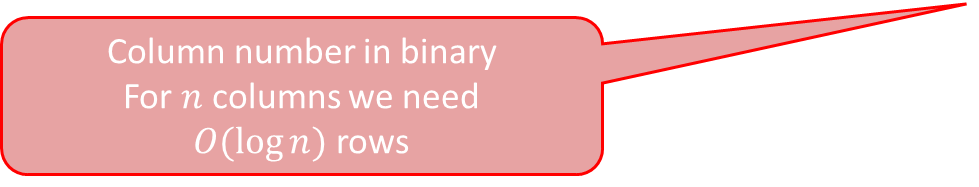 Column number in binary
For n columns we need
O(log n) rows